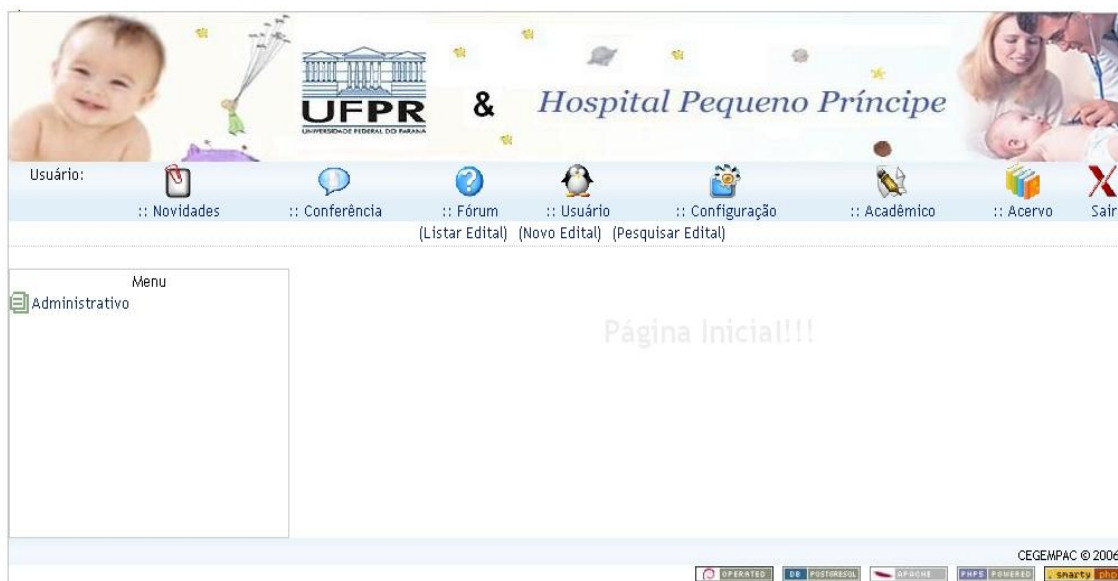 UFPR
UNIVERSIDADE FEDERAL DO PARANÁ
&
Hospital Pequeno Príncipe
Usuário:
:: Novidades
:: Conferência
:: Fórum
:: Usuário
:: Configuração
:: Acadêmico
:: Acervo
Sair
(Listar Edital) (Novo Edital) (Pesquisar Edital)
Menu
Administrativo
Página Inicial!!!
CEGEMPAC © 2006
OPERATED
DB POSTGRESQL
APACHE
PHP5 POWERED
smarty php